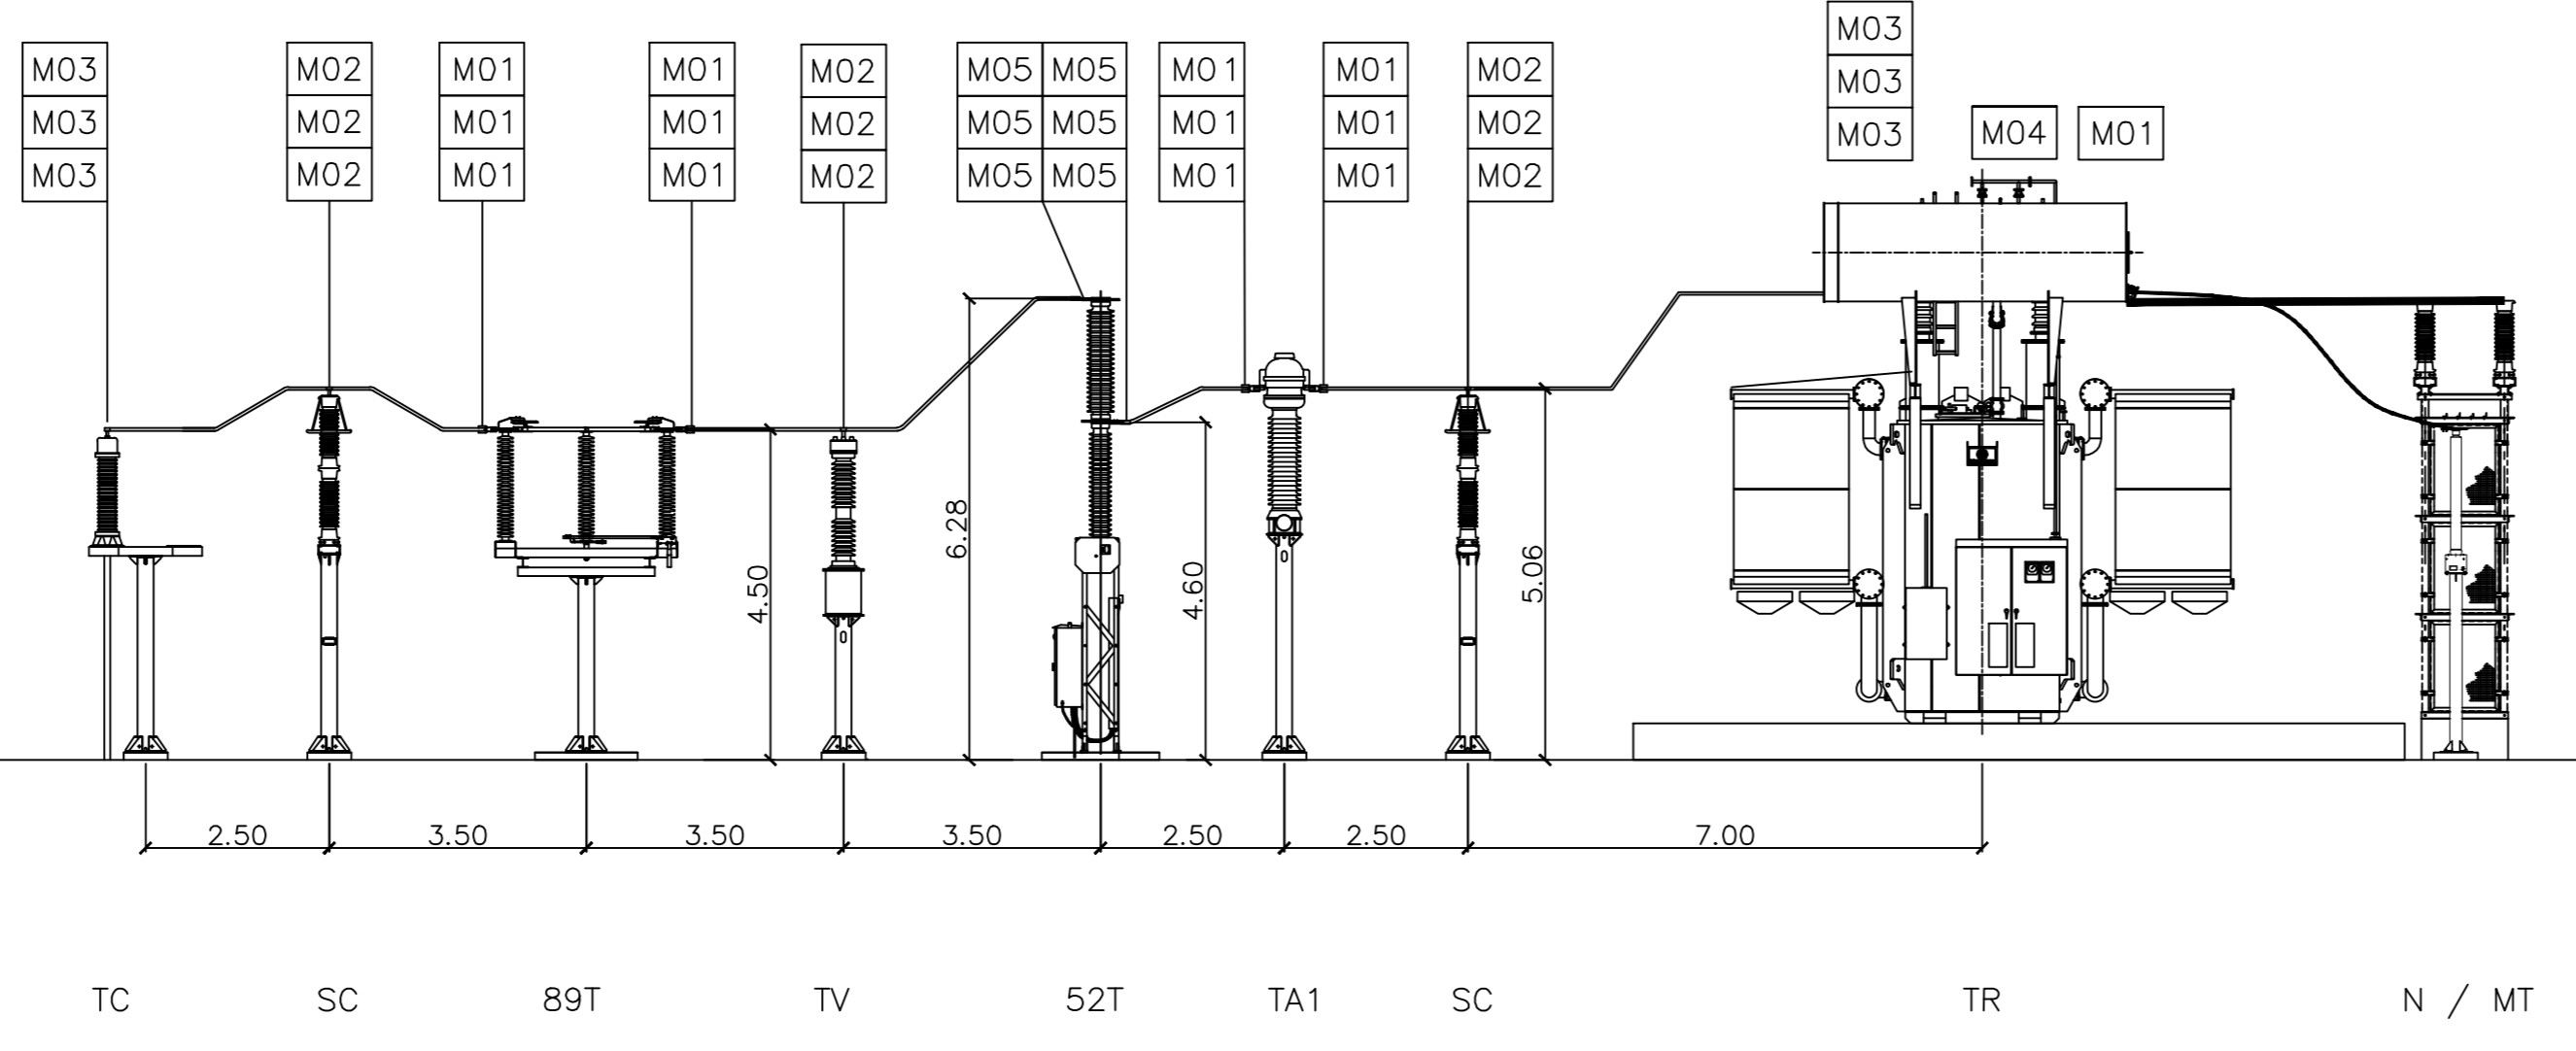 M03
M03 M02 M01 M01 M02 M05 M05 M01 M01 M02 M03
M03 M02 M01 M01 M02 M05 M05 M01 M01 M02 M03 M04 M01
M03 M02 M01 M01 M02 M05 M05 M01 M01 M02
6.28
4.50
4.60
5.06
2.50 3.50 3.50 3.50 2.50 2.50 7.00
TC SC 89T TV 52T TA1 SC TR N / MT